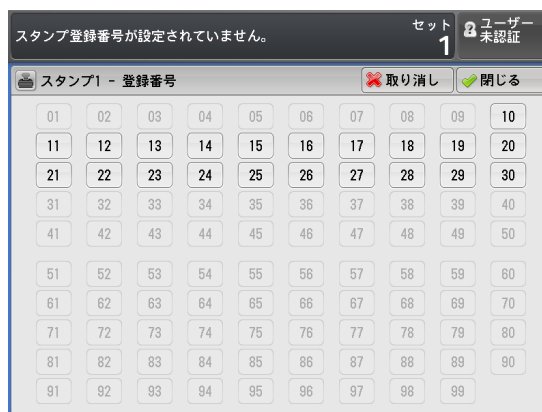 スタンプ登録番号が設定されていません。
セット
1
ユーザー
未認証
スタンプ1 - 登録番号
取り消し
閉じる
01 02 03 04 05 06 07 08 09 10
11 12 13 14 15 16 17 18 19 20
21 22 23 24 25 26 27 28 29 30
31 32 33 34 35 36 37 38 39 40
41 42 43 44 45 46 47 48 49 50
51 52 53 54 55 56 57 58 59 60
61 62 63 64 65 66 67 68 69 70
71 72 73 74 75 76 77 78 79 80
81 82 83 84 85 86 87 88 89 90
91 92 93 94 95 96 97 98 99